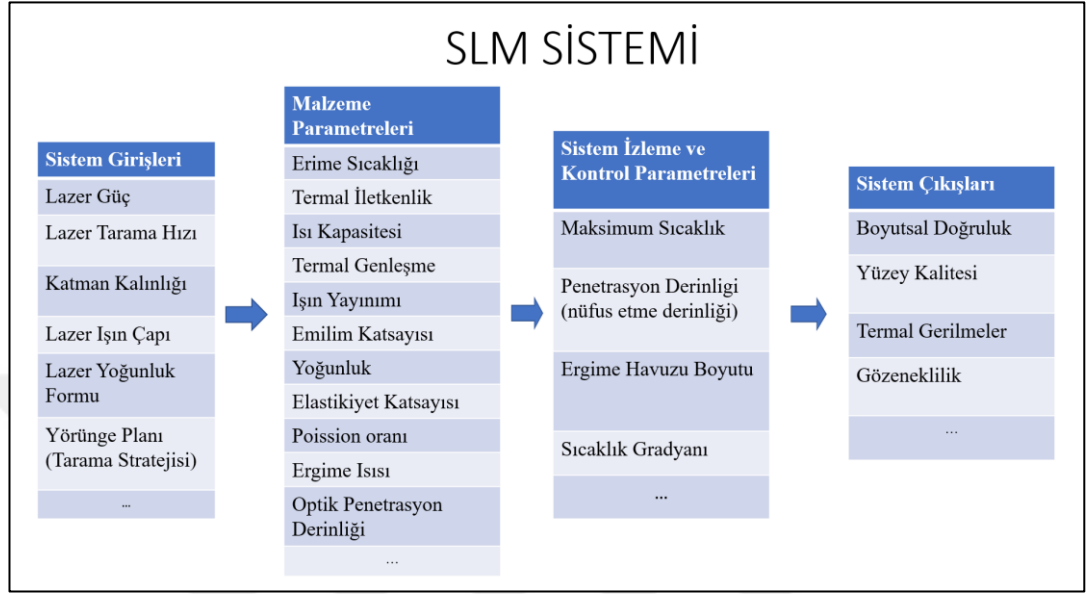 SLM SİSTEMİ
Sistem Girişleri
Lazer Güç
Lazer Tarama Hızı
Katman Kalınlığı
Lazer Işın Çapı
Lazer Yoğunluk
Formu
Yörünge Planı
(Tarama Stratejisi)
...
Malzeme
Parametreleri
Erime Sıcaklığı
Termal İletkenlik
Isı Kapasitesi
Termal Genleşme
Işın Yayınımı
Emilim Katsayısı
Yoğunluk
Elastikiyet Katsayısı
Poission oranı
Ergime Isısı
Optik Penetrasyon
Derinliği
...
Sistem İzleme ve
Kontrol Parametreleri
Maksimum Sıcaklık
Penetrasyon Derinligi
(nüfus etme derinliği)
Ergime Havuzu Boyutu
Sıcaklık Gradyanı
...
Sistem Çıkışları
Boyutsal Doğruluk
Yüzey Kalitesi
Termal Gerilmeler
Gözeneklilik
...